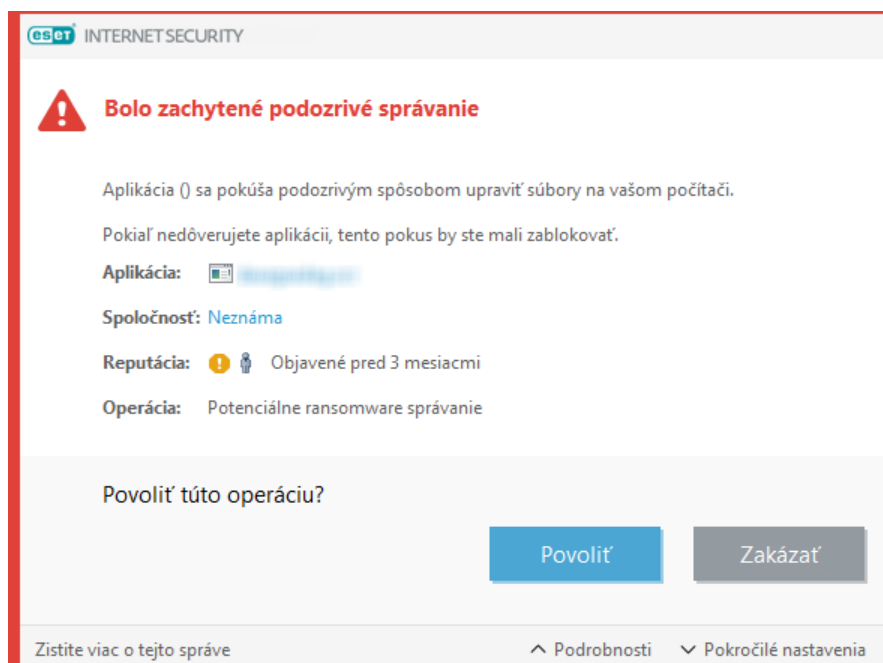 eset INTERNET SECURITY
Bolo zachytené podozrivé správanie
Aplikácia () sa pokúša podozrivým spôsobom upraviť súbory na vašom počítači.
Pokiaľ nedôverujete aplikácii, tento pokus by ste mali zablokovať.
Aplikácia:
Spoločnosť: Neznáma
Reputácia: Objavené pred 3 mesiacmi
Operácia: Potenciálne ransomware správanie
Povoliť túto operáciu?
Povoliť Zakázať
Zistite viac o tejto správe Podrobnosti Pokročilé nastavenia